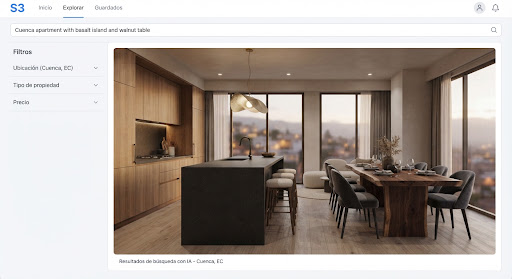 S3 Inicio Explorar Guardados
Cuenca apartment with basalt island and walnut table
Filtros
Ubicación (Cuenca, EC)
Tipo de propiedad
Precio
Resultados de búsqueda con IA - Cuenca, EC